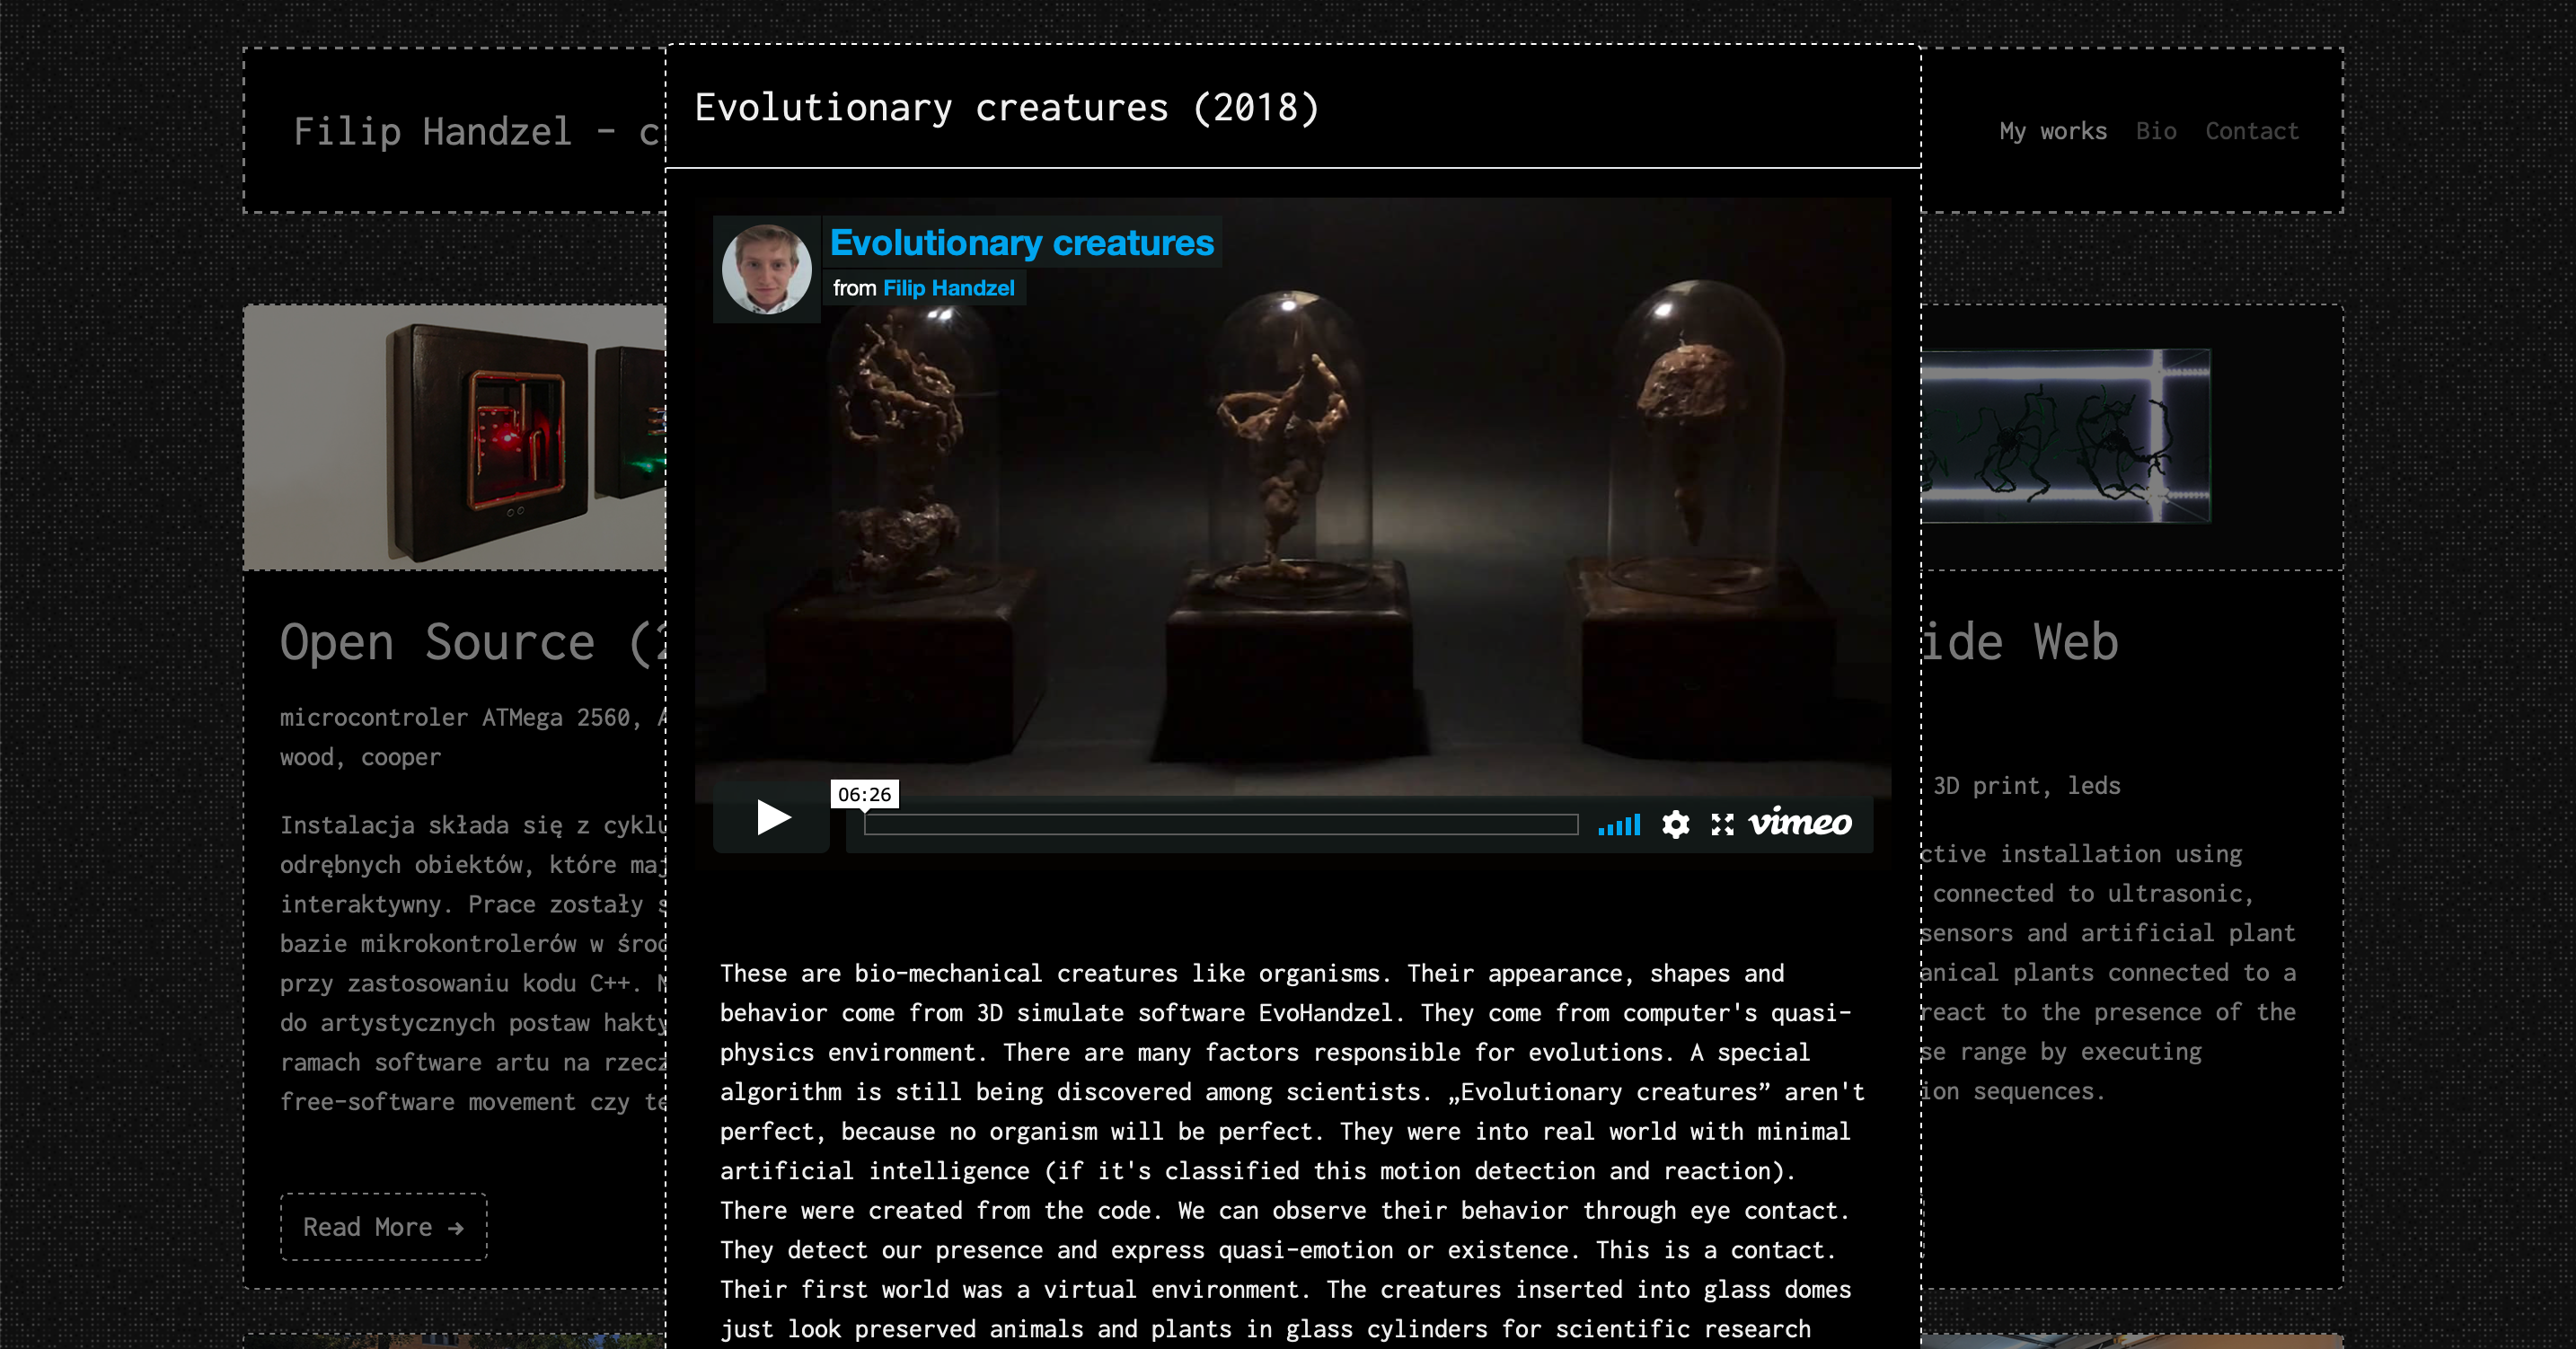 Filip Handzel - c
My works Bio Contact
Evolutionary creatures (2018)
Evolutionary creatures
from Filip Handzel
06:26
vimeo
These are bio-mechanical creatures like organisms. Their appearance, shapes and
behavior come from 3D simulate software EvoHandzel. They come from computer's quasi-
physics environment. There are many factors responsible for evolutions. A special
algorithm is still being discovered among scientists. „Evolutionary creatures” aren't
perfect, because no organism will be perfect. They were into real world with minimal
artificial intelligence (if it's classified this motion detection and reaction).
There were created from the code. We can observe their behavior through eye contact.
They detect our presence and express quasi-emotion or existence. This is a contact.
Their first world was a virtual environment. The creatures inserted into glass domes
just look preserved animals and plants in glass cylinders for scientific research
Open Source (2
microcontroler ATMega 2560, A
wood, cooper
Instalacja składa się z cyklu
odrębnych obiektów, które maj
interaktywny. Prace zostały s
bazie mikrokontrolerów w środ
przy zastosowaniu kodu C++. N
do artystycznych postaw hakty
ramach software artu na rzecz
free-software movement czy te
Read More →
ide Web
3D print, leds
ctive installation using
connected to ultrasonic,
sensors and artificial plant
anical plants connected to a
react to the presence of the
se range by executing
ion sequences.